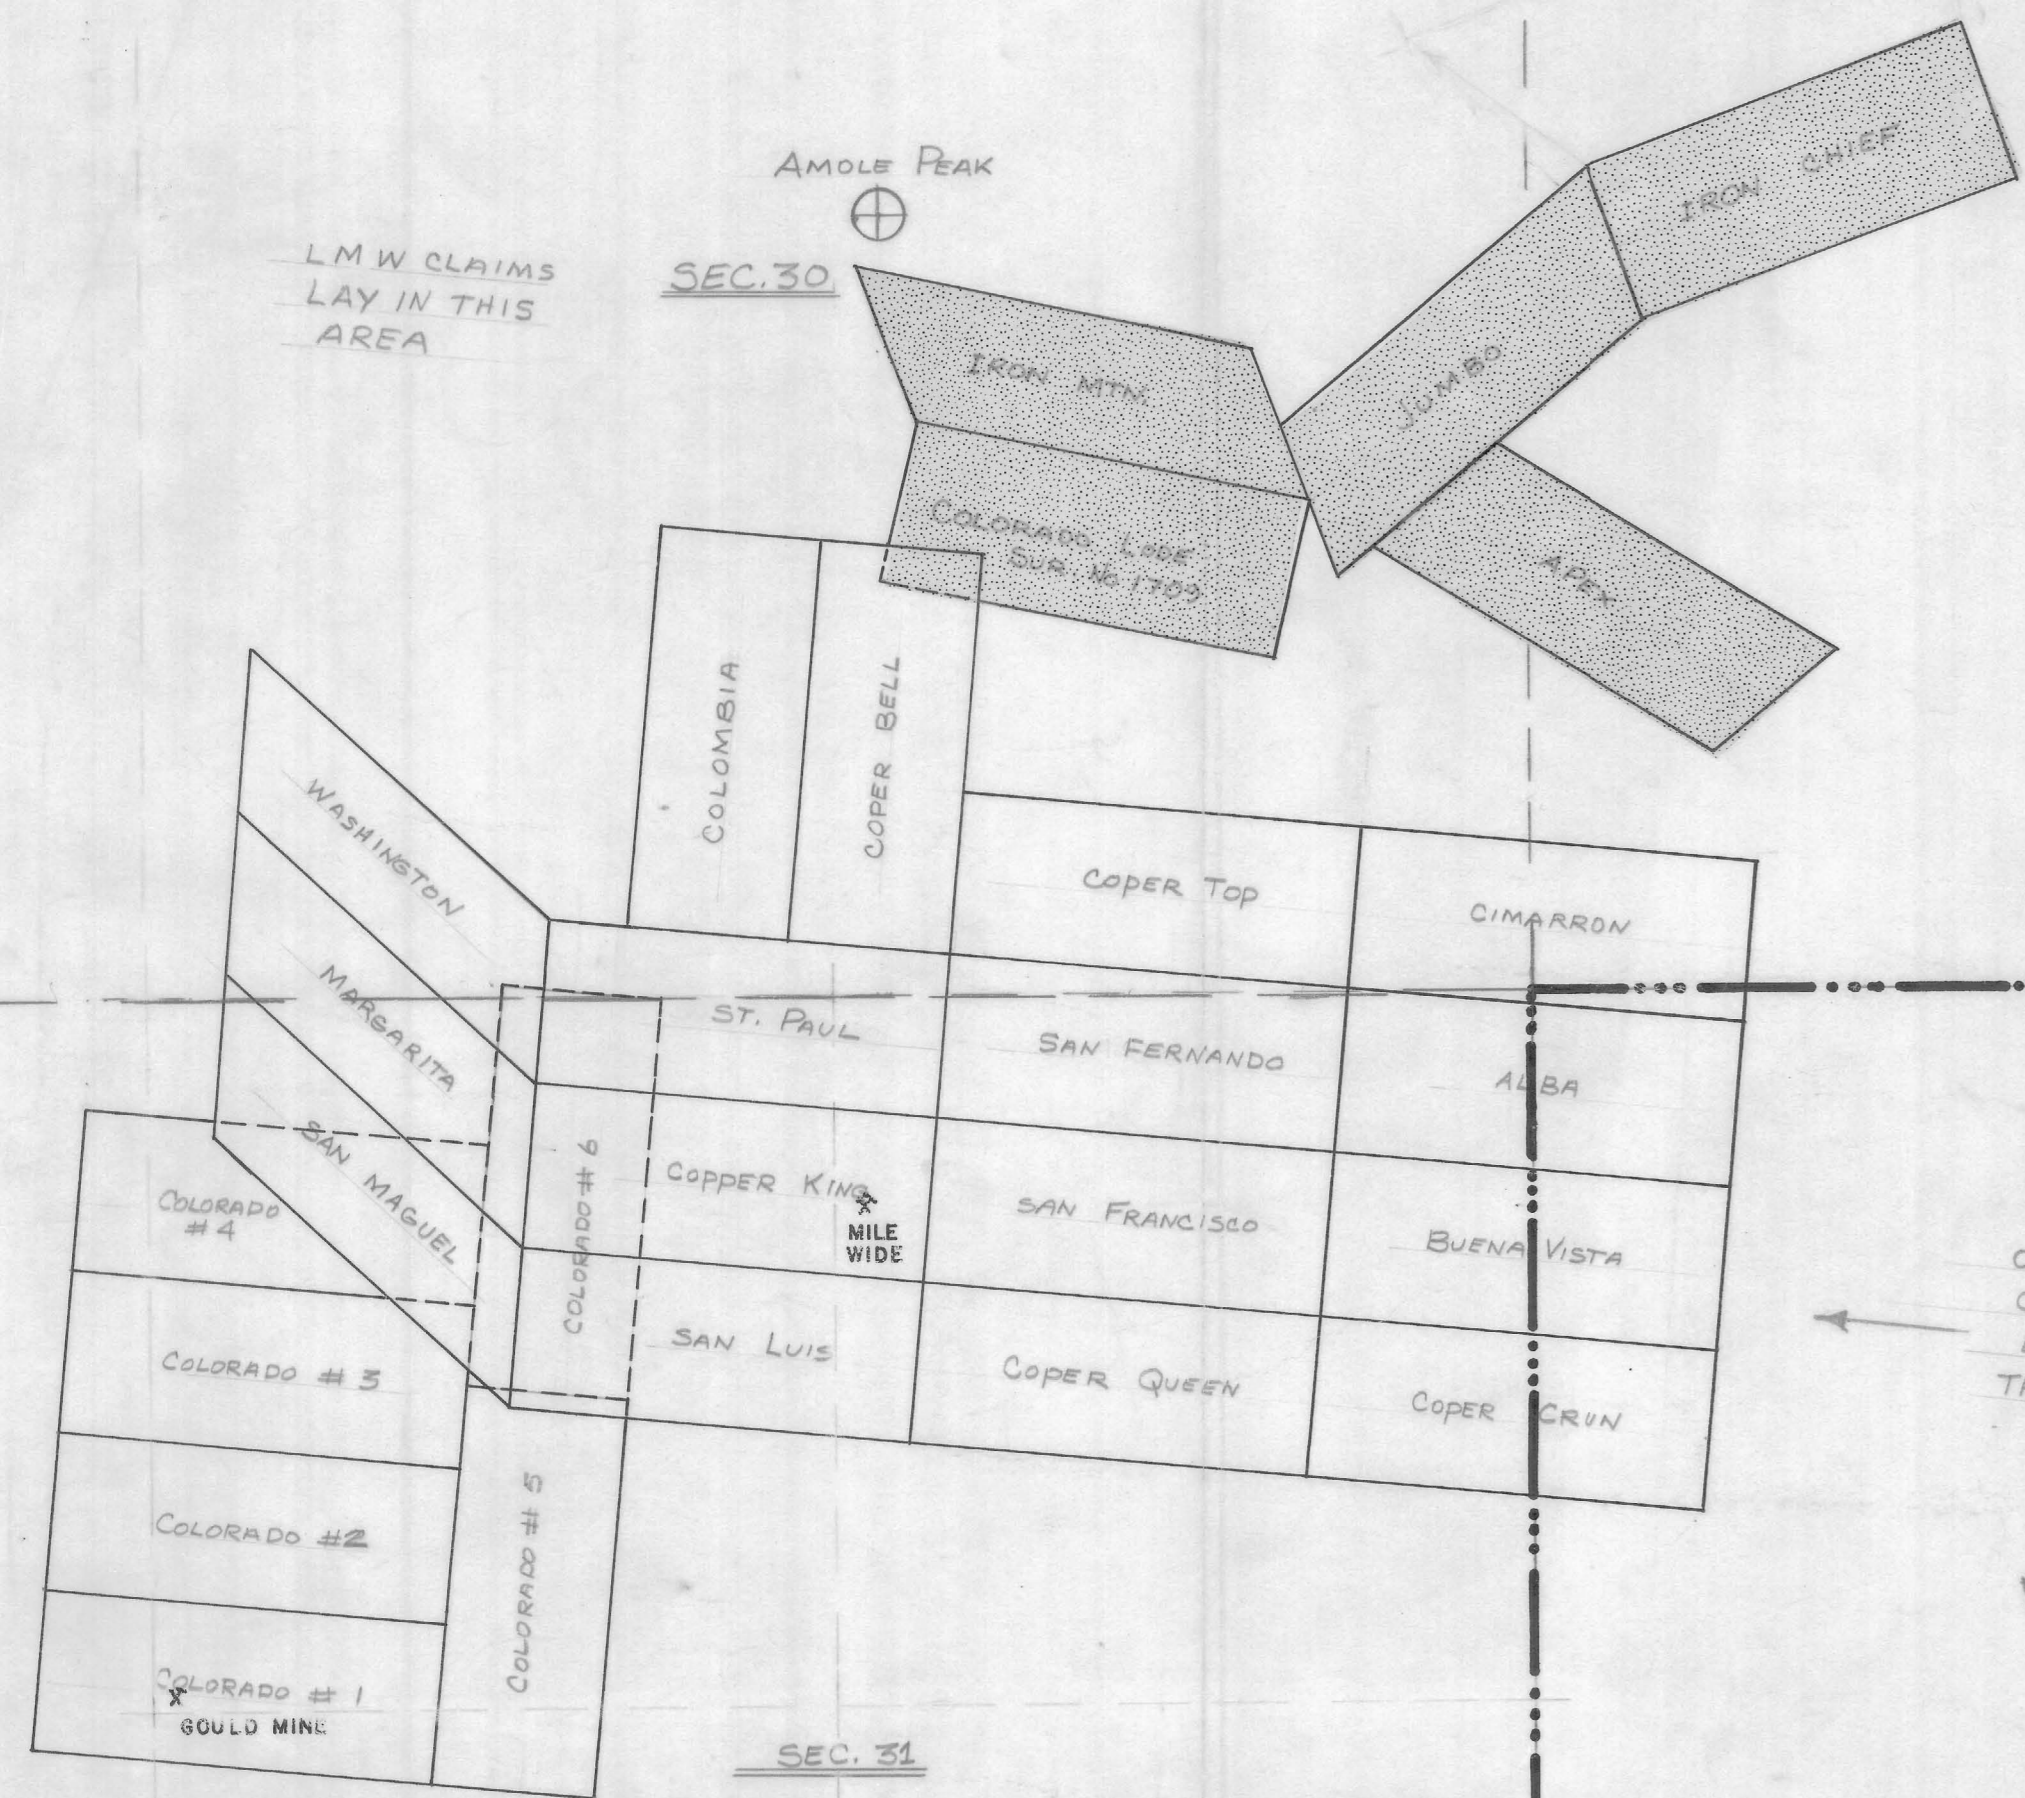 AMOLE PEAK
LMW CLAIMS
LAY IN THIS
AREA
SEC. 30
IRON CHIEF
IRON MTN.
JUMBO
COLORADO LODE
SUR. No. 1709
APEX
COLOMBIA
COPER BELL
WASHINGTON
COPER TOP
CIMARRON
MARGARITA
ST. PAUL
SAN FERNANDO
ALBA
SAN MAGUEL
COLORADO
#4
COLORADO #6
COPPER KING
X
MILE
WIDE
SAN FRANCISCO
BUENA VISTA
COLORADO #3
SAN LUIS
COPER QUEEN
COPER CRUN
COLORADO #2
COLORADO #5
COLORADO #1
X
GOULD MINE
SEC. 31